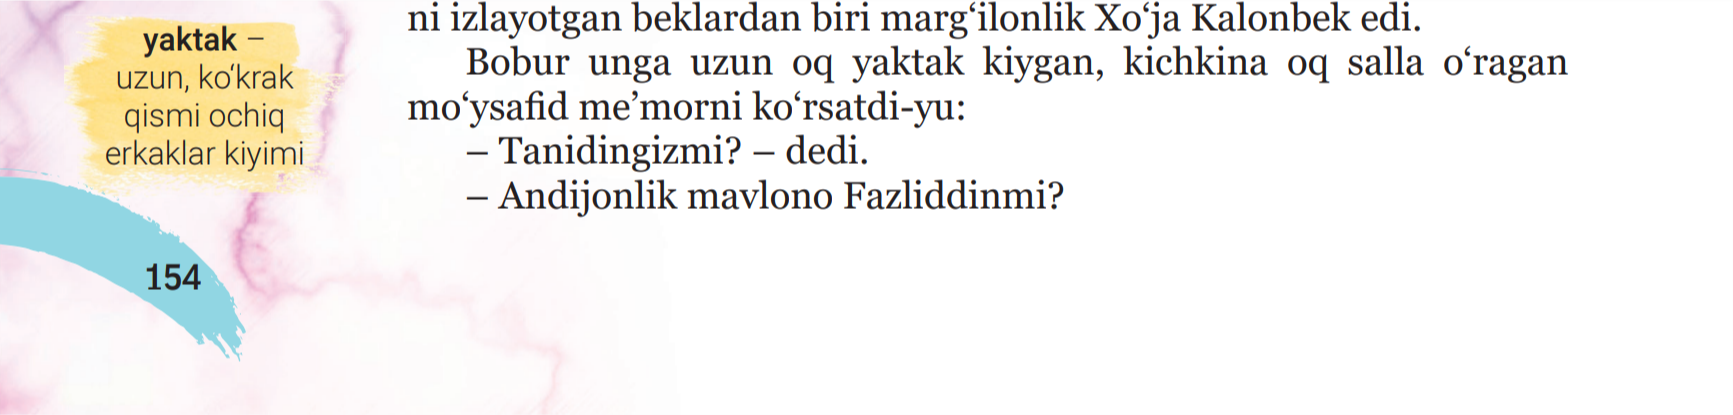 yaktak –
uzun, ko‘krak
qismi ochiq
erkaklar kiyimi
ni izlayotgan beklardan biri marg‘ilonlik Xo‘ja Kalonbek edi.
Bobur unga uzun oq yaktak kiygan, kichkina oq salla o‘ragan
mo‘ysafid me’morni ko‘rsatdi-yu:
– Tanidingizmi? – dedi.
– Andijonlik mavlono Fazliddinmi?
154